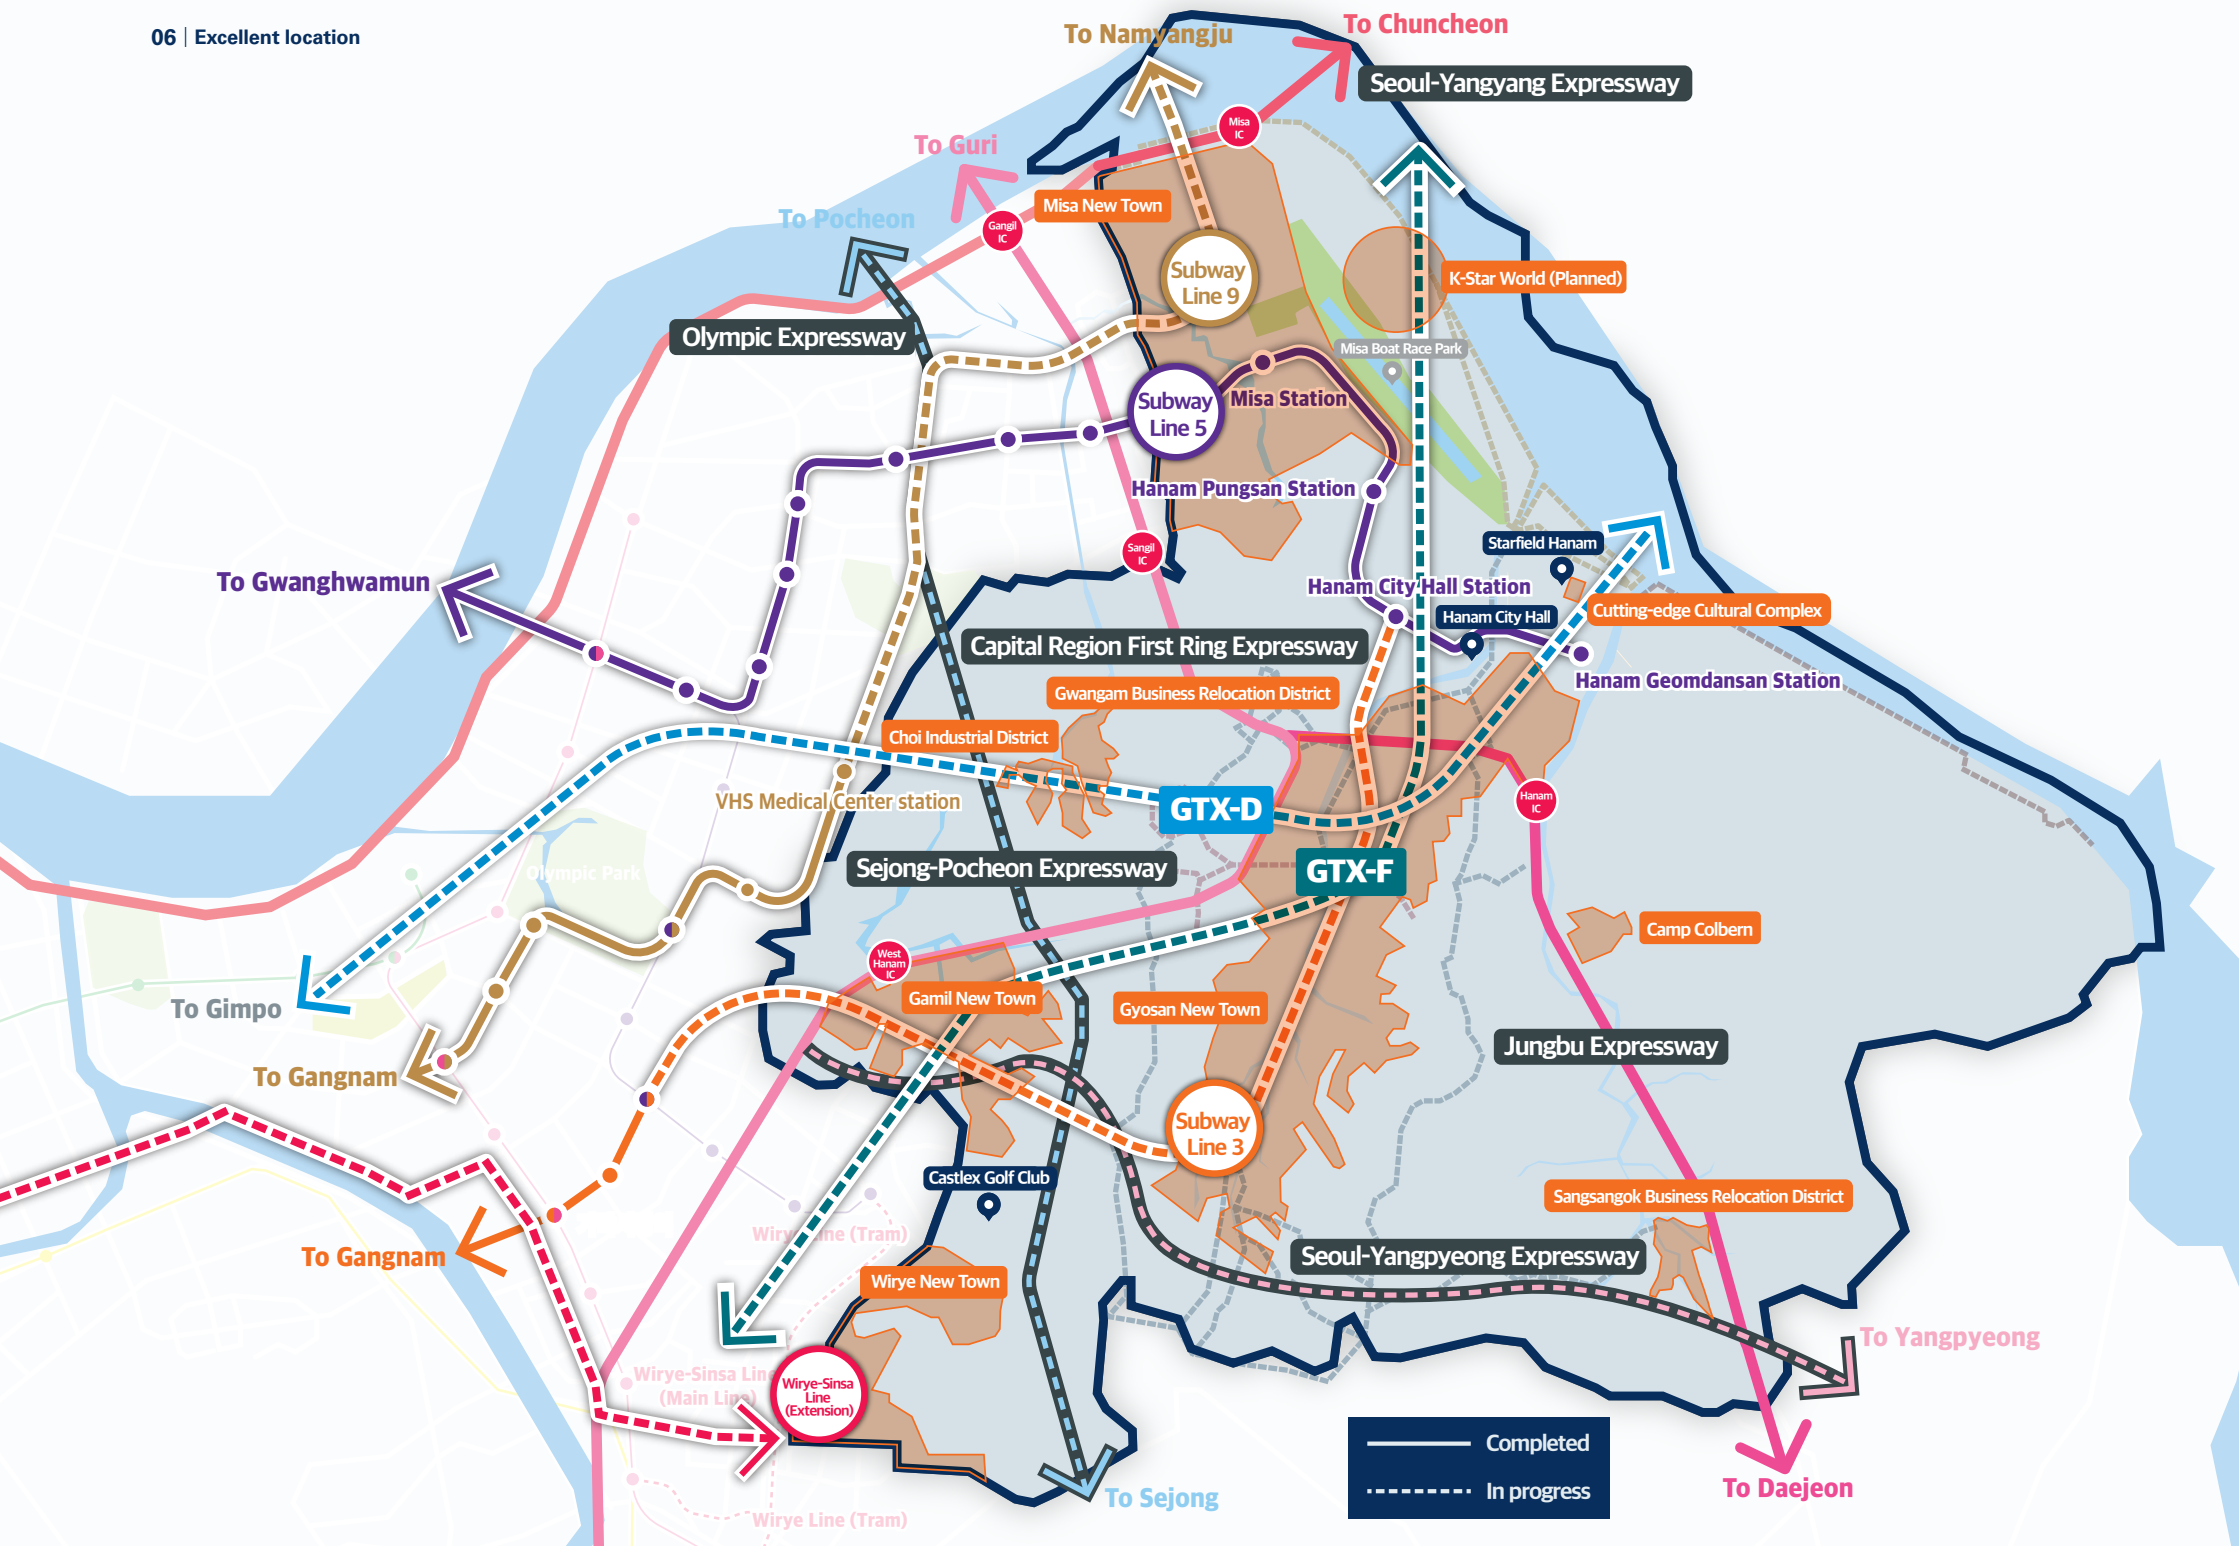 06 | Excellent location
To Namyangju
To Chuncheon
Seoul-Yangyang Expressway
Misa
IC
To Guri
Misa New Town
To Pocheon
Gangil
IC
Subway
Line 9
K-Star World (Planned)
Olympic Expressway
Misa Boat Race Park
Subway
Line 5
Misa Station
Hanam Pungsan Station
Sangil
IC
Starfield Hanam
To Gwanghwamun
Hanam City Hall Station
Hanam City Hall
Cutting-edge Cultural Complex
Capital Region First Ring Expressway
Hanam Geomdansan Station
Gwangam Business Relocation District
Choi Industrial District
VHS Medical Center station
GTX-D
Hanam
IC
Olympic Park
Sejong-Pocheon Expressway
GTX-F
Camp Colbern
West
Hanam
IC
To Gimpo
Gamil New Town
Gyosan New Town
Jungbu Expressway
To Gangnam
Subway
Line 3
Castlex Golf Club
Sangsangok Business Relocation District
Wirye Line (Tram)
To Gangnam
Seoul-Yangpyeong Expressway
Wirye New Town
To Yangpyeong
Wirye-Sinsa Line
(Main Line)
Wirye-Sinsa
Line
(Extension)
Completed
In progress
To Daejeon
To Sejong
Wirye Line (Tram)